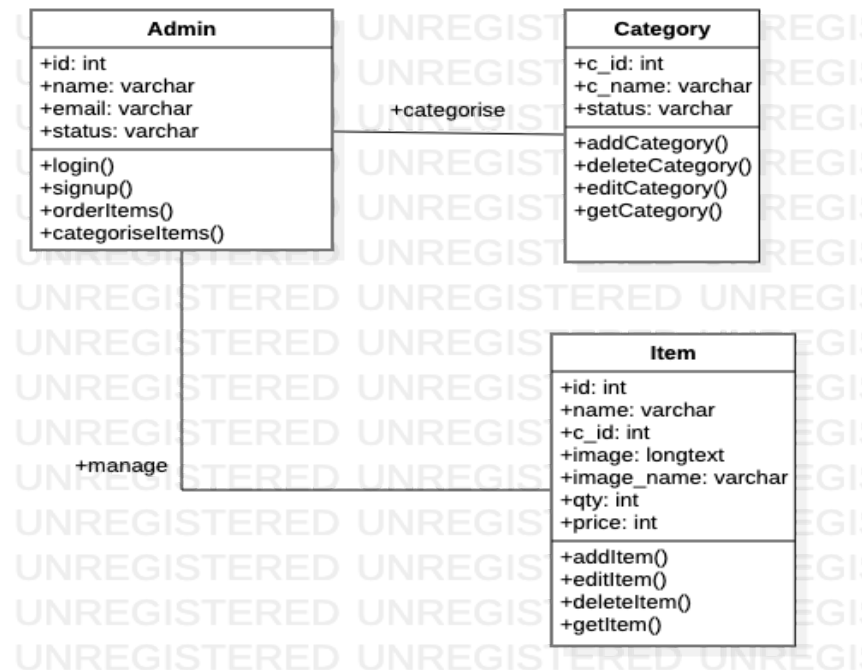 Admin
+id: int
+name: varchar
+email: varchar
+status: varchar
+login()
+signup()
+orderItems()
+categoriseItems()
+categorise
Category
+c_id: int
+c_name: varchar
+status: varchar
+addCategory()
+deleteCategory()
+editCategory()
+getCategory()
+manage
Item
+id: int
+name: varchar
+c_id: int
+image: longtext
+image_name: varchar
+qty: int
+price: int
+addItem()
+editItem()
+deleteItem()
+getItem()
UNREGISTERED